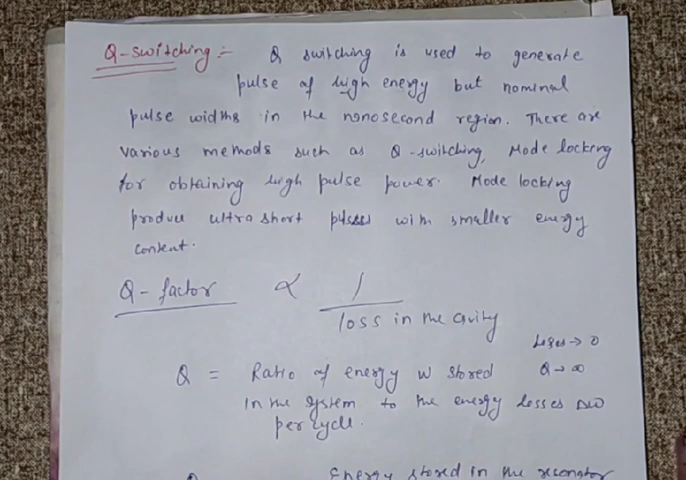 Q-switching :- Q switching is used to generate
pulse of high energy but nominal
pulse widths in the nanosecond region. There are
various methods such as Q-switching, Mode locking
for obtaining high pulse power. Mode locking
produce ultra short pulses with smaller energy
content.
Q-factor ∝ 1
loss in the cavity
Losses → 0
Q = Ratio of energy W stored Q → ∞
in the system to the energy losses ΔW
per cycle.
Q Energy stored in the resonator